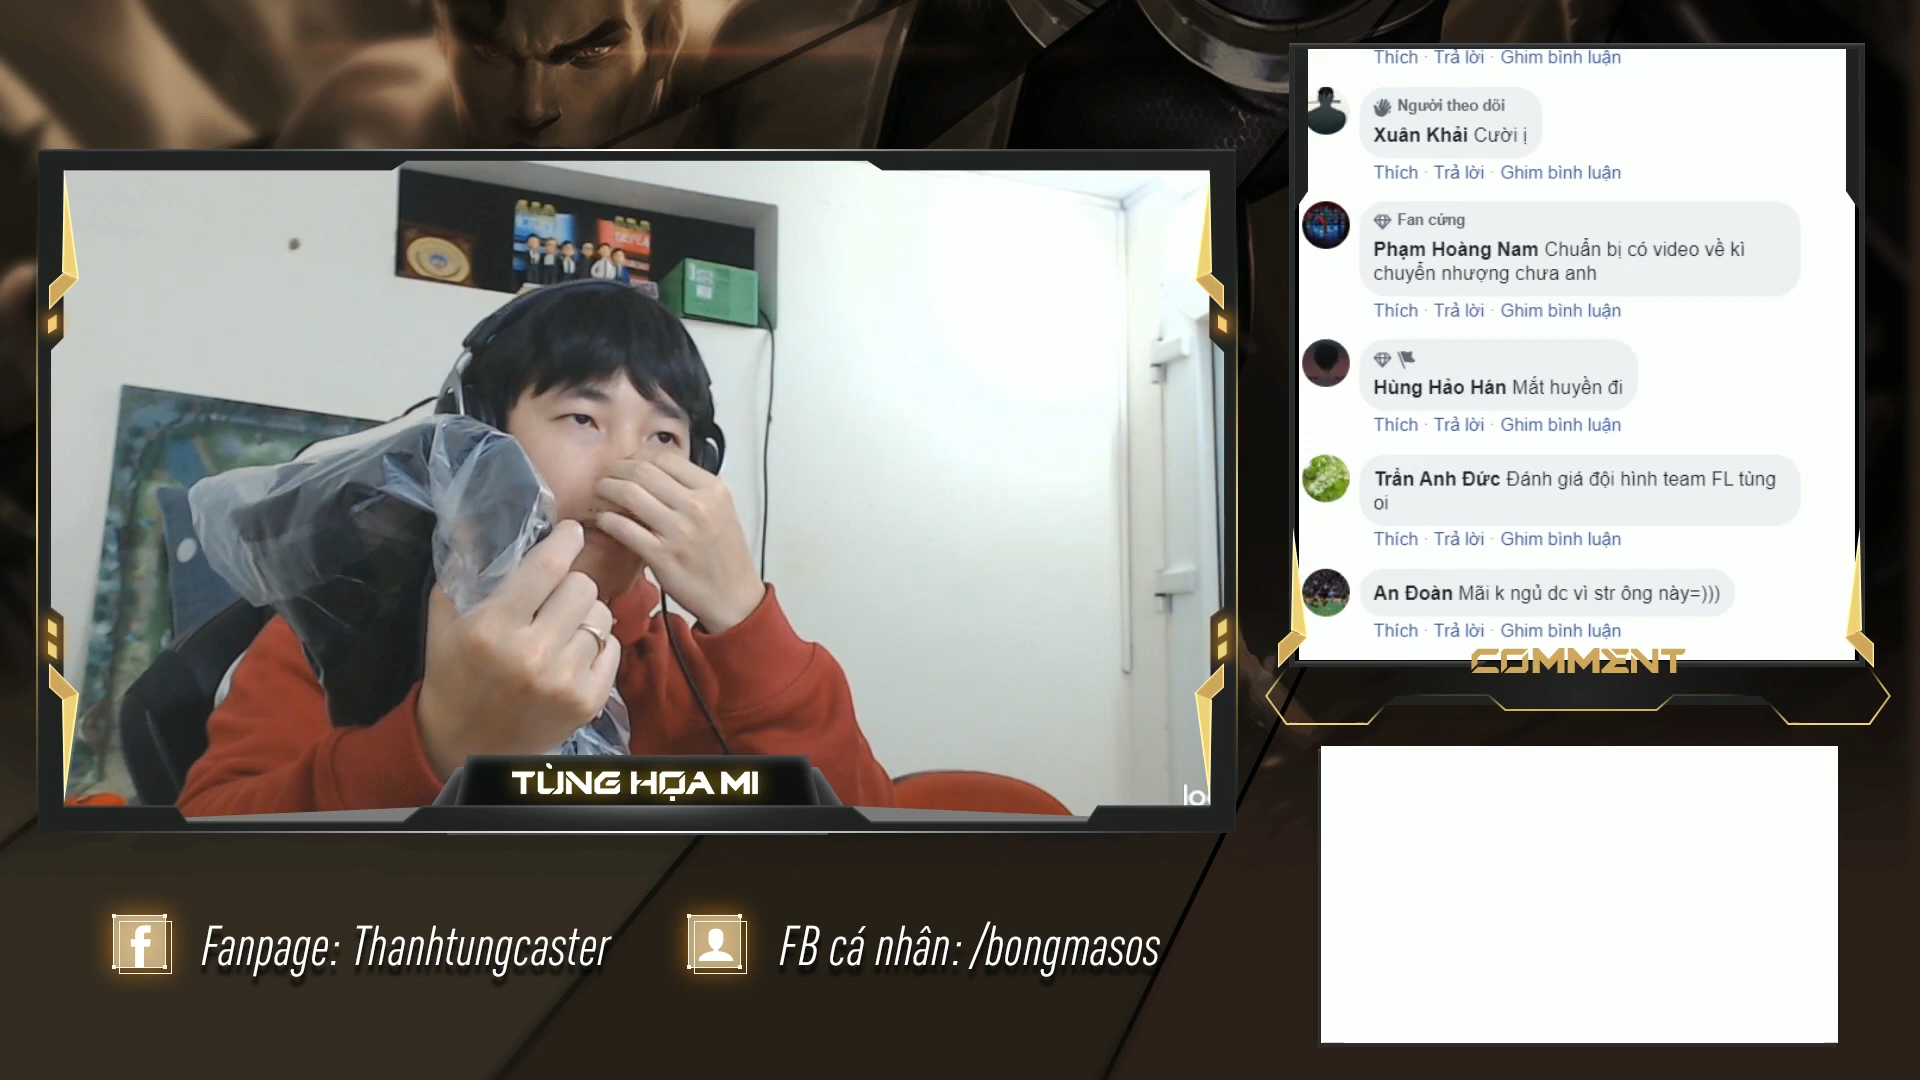 TÙNG HỌA MI
Fanpage: Thanhtungcaster
FB cá nhân: /bongmasos
Thích · Trả lời · Ghim bình luận
Người theo dõi
Xuân Khải Cười ị
Thích · Trả lời · Ghim bình luận
Fan cứng
Phạm Hoàng Nam Chuẩn bị có video về kì
chuyển nhượng chưa anh
Thích · Trả lời · Ghim bình luận
Hùng Hảo Hán Mắt huyền đi
Thích · Trả lời · Ghim bình luận
Trần Anh Đức Đánh giá đội hình team FL tùng
oi
Thích · Trả lời · Ghim bình luận
An Đoàn Mãi k ngủ dc vì str ông này=)))
Thích · Trả lời · Ghim bình luận
COMMENT